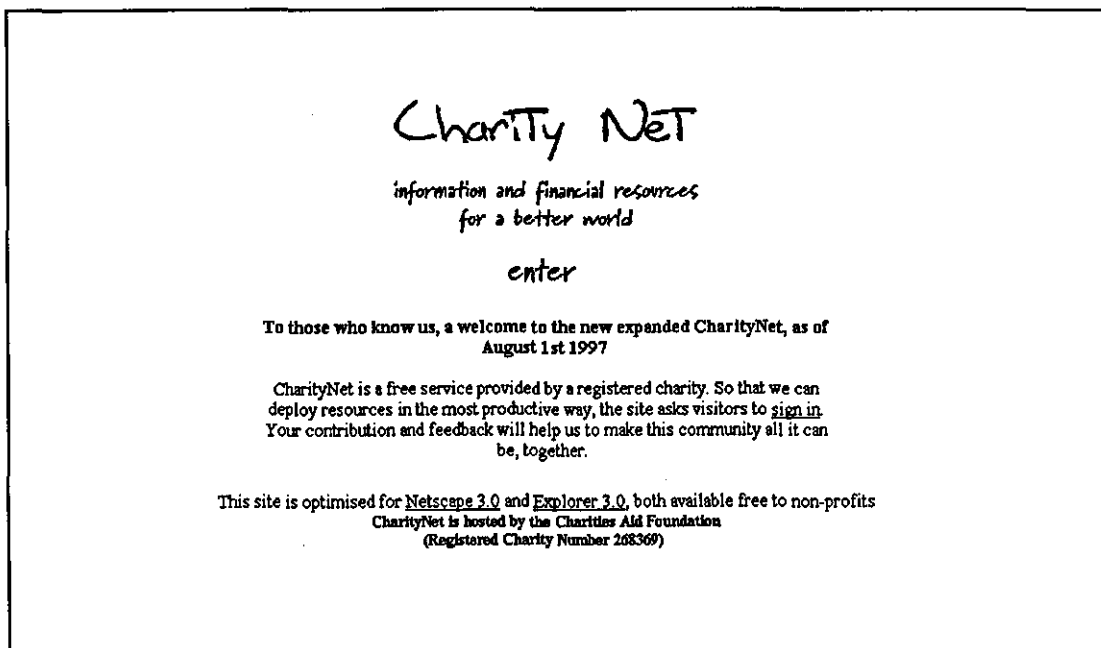 ChariTy NeT
information and financial resources
for a better world
enter
To those who know us, a welcome to the new expanded CharityNet, as of
August 1st 1997
CharityNet is a free service provided by a registered charity. So that we can
deploy resources in the most productive way, the site asks visitors to sign in.
Your contribution and feedback will help us to make this community all it can
be, together.
This site is optimised for Netscape 3.0 and Explorer 3.0, both available free to non-profits
CharityNet is hosted by the Charities Aid Foundation
(Registered Charity Number 268369)